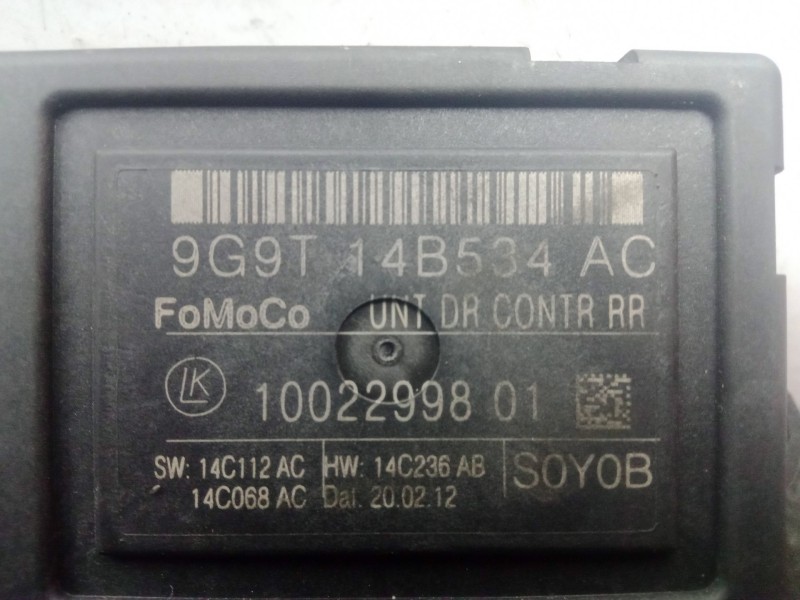 9G9T 14B534 AC
FoMoCo UNT DR CONTR RR
LK 10022998 01
SW: 14C112 AC HW: 14C236 AB SOYOB
14C068 AC Dat. 20.02.12